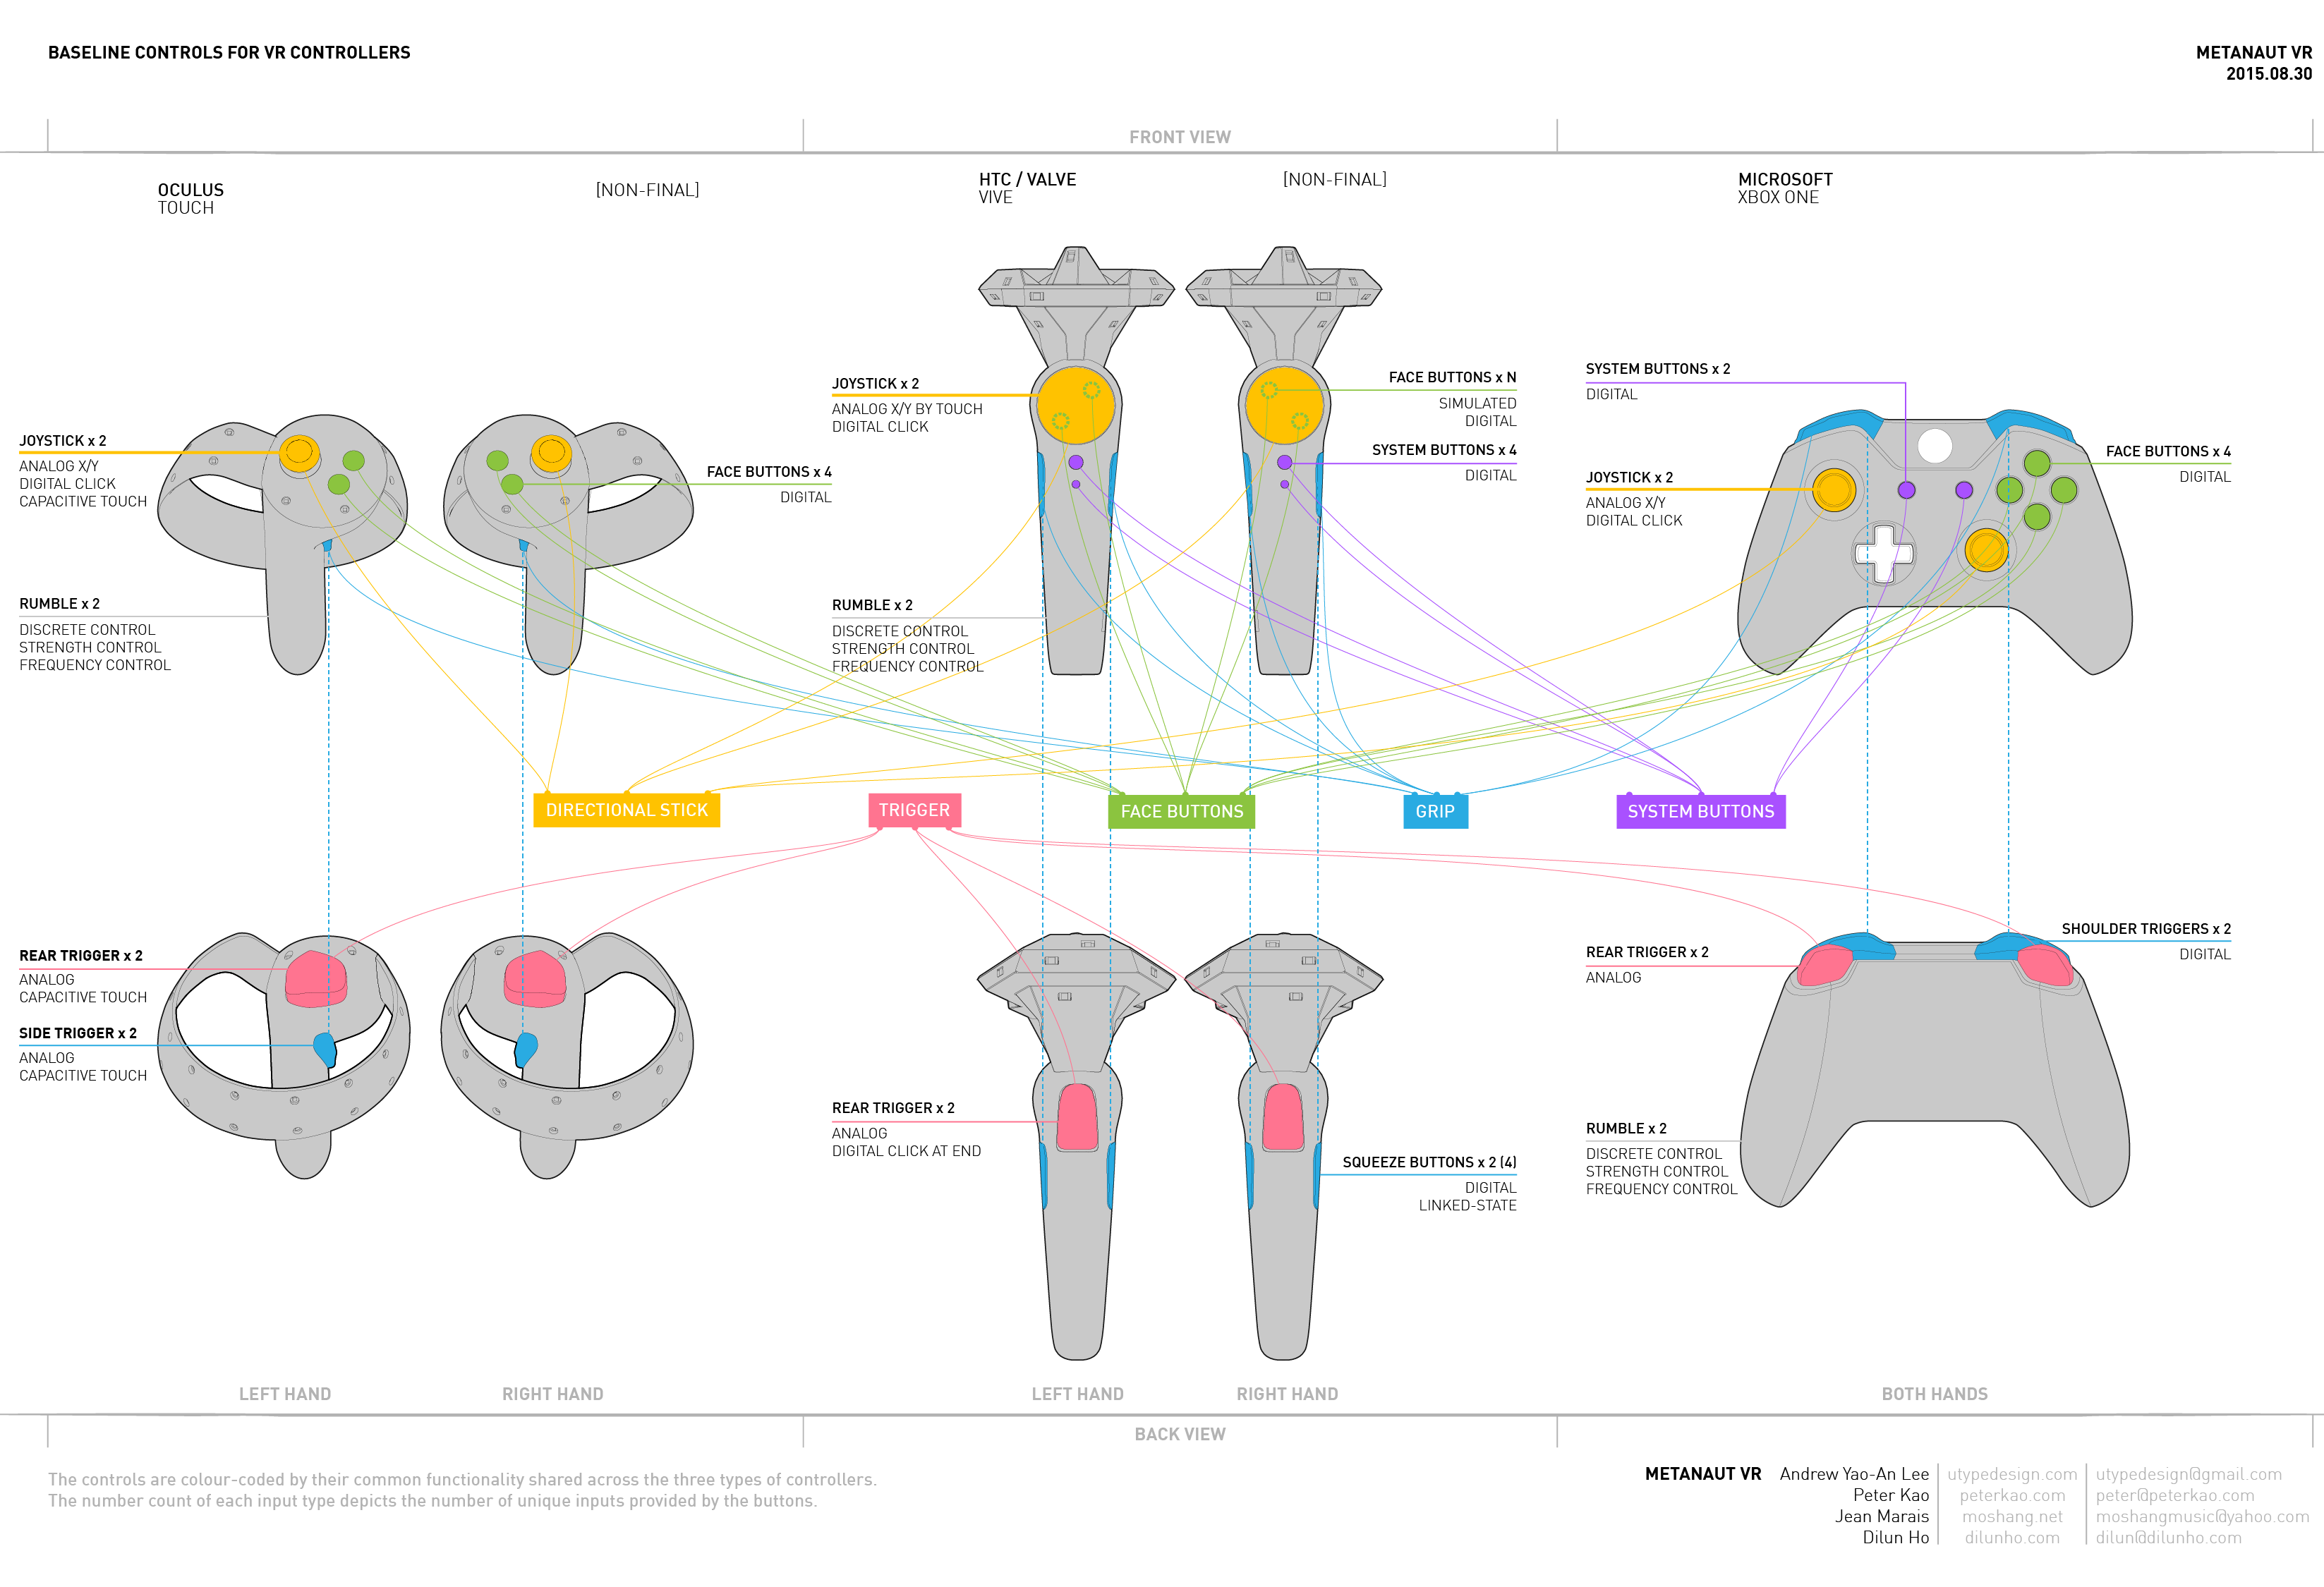 BASELINE CONTROLS FOR VR CONTROLLERS
METANAUT VR
2015.08.30
FRONT VIEW
OCULUS
TOUCH
[NON-FINAL]
HTC / VALVE
VIVE
[NON-FINAL]
MICROSOFT
XBOX ONE
JOYSTICK x 2
ANALOG X/Y
DIGITAL CLICK
CAPACITIVE TOUCH
FACE BUTTONS x 4
DIGITAL
RUMBLE x 2
DISCRETE CONTROL
STRENGTH CONTROL
FREQUENCY CONTROL
JOYSTICK x 2
ANALOG X/Y BY TOUCH
DIGITAL CLICK
FACE BUTTONS x N
SIMULATED
DIGITAL
SYSTEM BUTTONS x 4
DIGITAL
RUMBLE x 2
DISCRETE CONTROL
STRENGTH CONTROL
FREQUENCY CONTROL
SYSTEM BUTTONS x 2
DIGITAL
JOYSTICK x 2
ANALOG X/Y
DIGITAL CLICK
FACE BUTTONS x 4
DIGITAL
DIRECTIONAL STICK
TRIGGER
FACE BUTTONS
GRIP
SYSTEM BUTTONS
REAR TRIGGER x 2
ANALOG
CAPACITIVE TOUCH
SIDE TRIGGER x 2
ANALOG
CAPACITIVE TOUCH
REAR TRIGGER x 2
ANALOG
DIGITAL CLICK AT END
SQUEEZE BUTTONS x 2 (4)
DIGITAL
LINKED-STATE
REAR TRIGGER x 2
ANALOG
SHOULDER TRIGGERS x 2
DIGITAL
RUMBLE x 2
DISCRETE CONTROL
STRENGTH CONTROL
FREQUENCY CONTROL
LEFT HAND
RIGHT HAND
LEFT HAND
RIGHT HAND
BOTH HANDS
BACK VIEW
The controls are colour-coded by their common functionality shared across the three types of controllers.
The number count of each input type depicts the number of unique inputs provided by the buttons.
METANAUT VR Andrew Yao-An Lee utypedesign.com utypedesign@gmail.com
Peter Kao peterkao.com peter@peterkao.com
Jean Marais moshang.net moshangmusic@yahoo.com
Dilun Ho dilunho.com dilun@dilunho.com